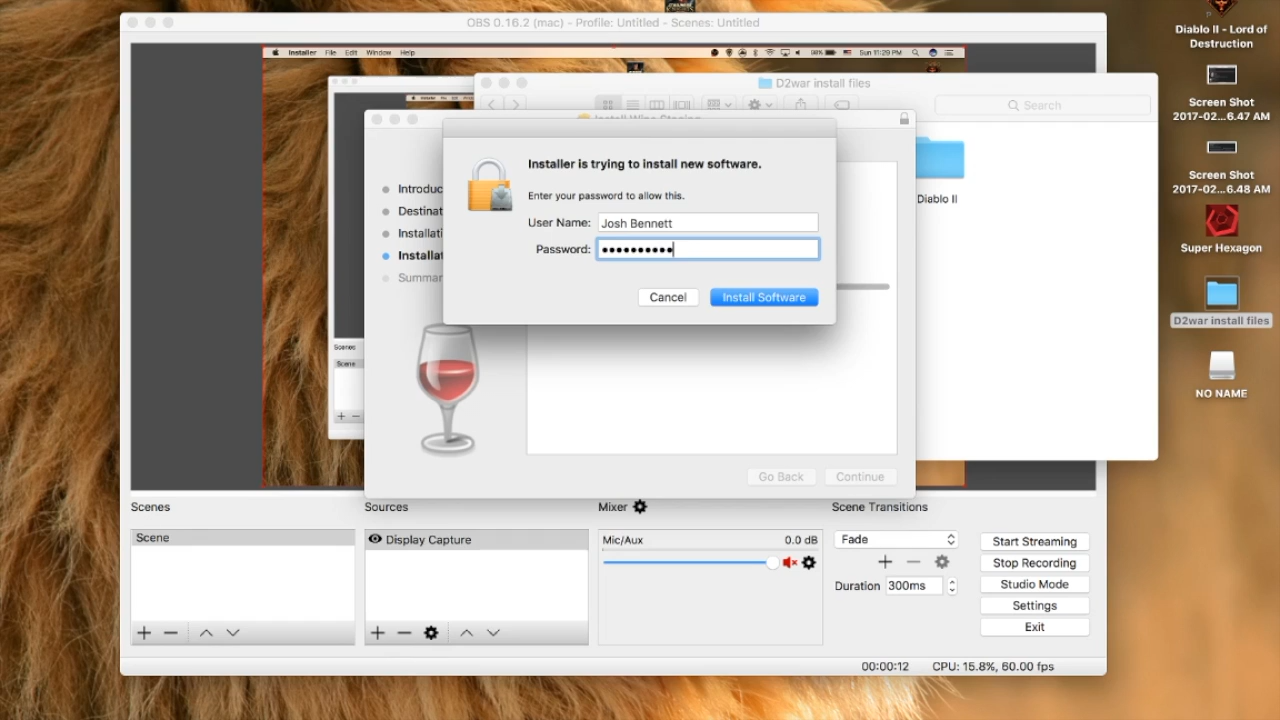 OBS 0.16.2 (mac) - Profile: Untitled - Scenes: Untitled
Diablo II - Lord of
Destruction
Installer File Edit Window Help
Sun 11:29 PM
D2war install files
Search
Screen Shot
2017-02...6.47 AM
Install Wine Staging
Installer is trying to install new software.
Enter your password to allow this.
User Name: Josh Bennett
Password: ••••••••••
Cancel
Install Software
Introduc
Destinat
Installati
Installat
Summar
Diablo II
Screen Shot
2017-02...6.48 AM
Super Hexagon
D2war install files
NO NAME
Scenes
Scene
Go Back
Continue
Scenes
Sources
Mixer
Scene Transitions
Scene
Display Capture
Mic/Aux
0.0 dB
Fade
Duration 300ms
Start Streaming
Stop Recording
Studio Mode
Settings
Exit
00:00:12
CPU: 15.8%, 60.00 fps